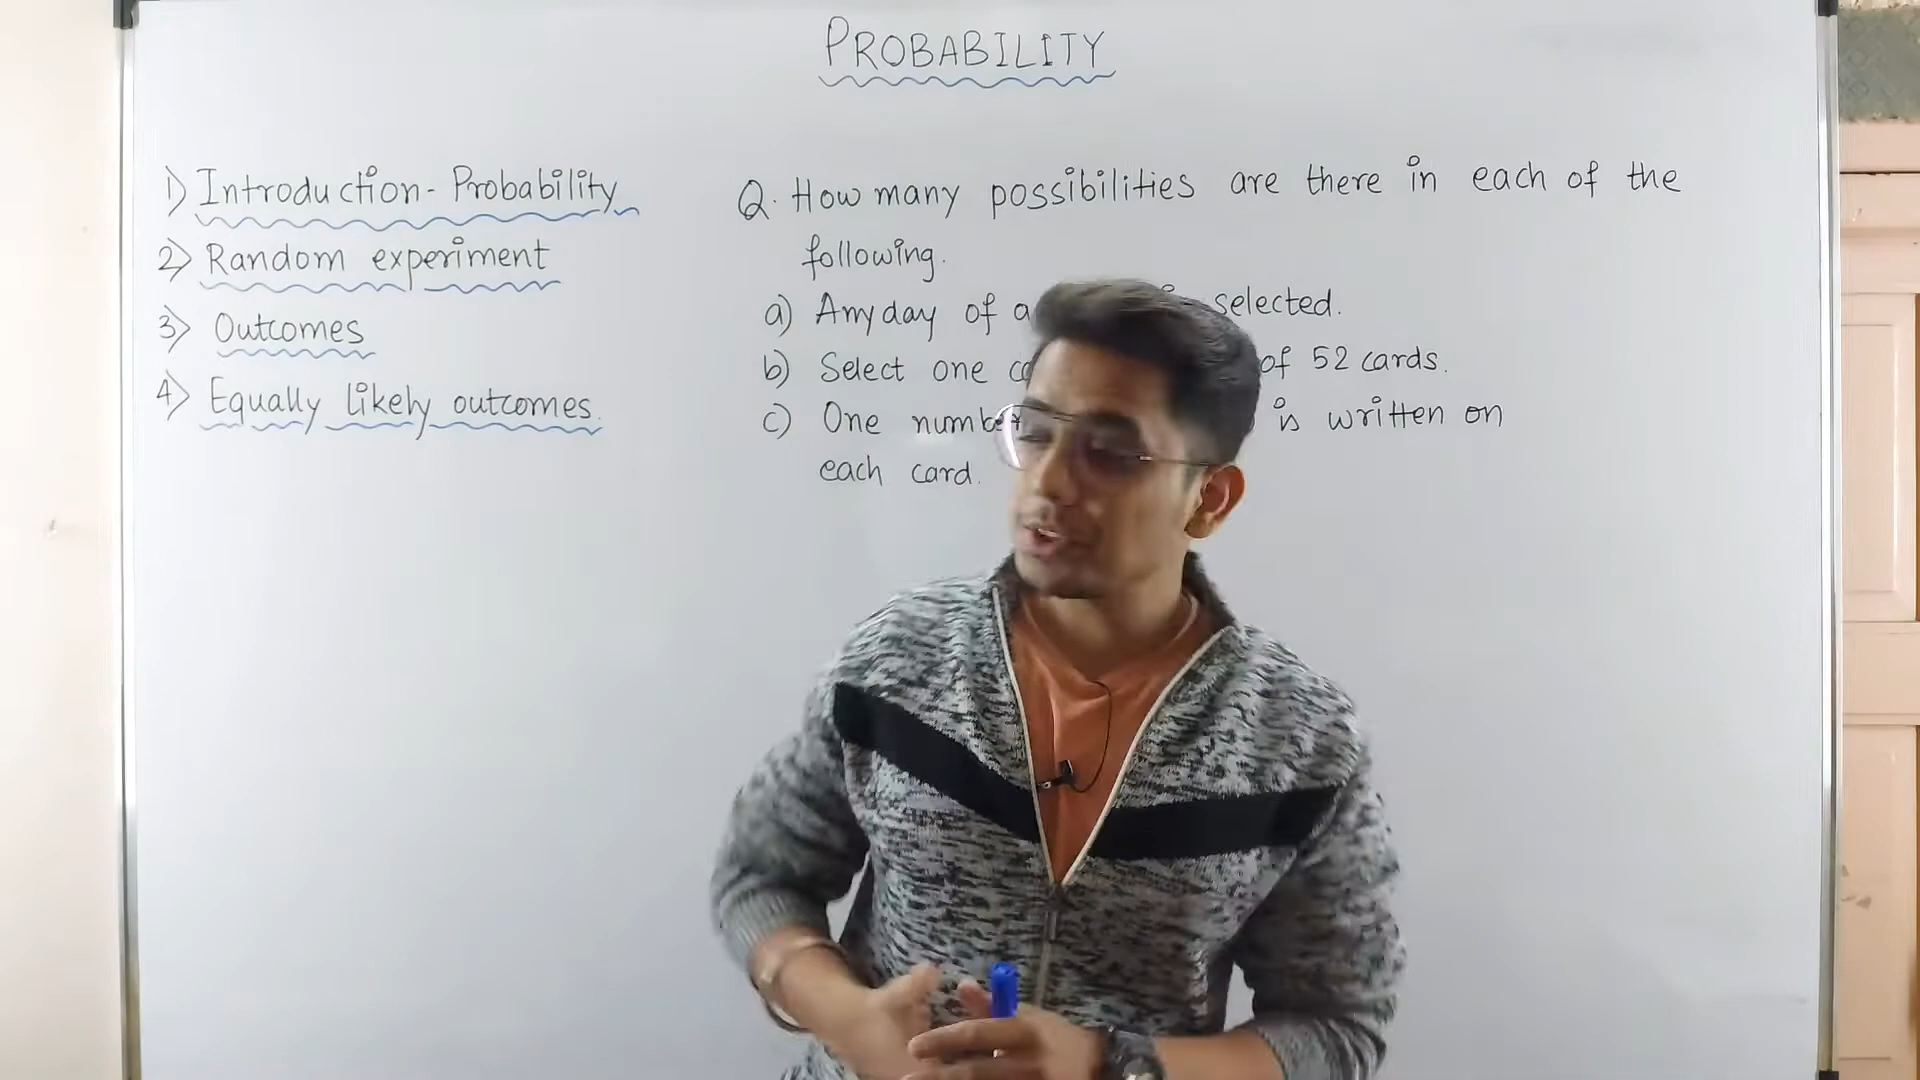 PROBABILITY
1) Introduction - Probability
2) Random experiment
3) Outcomes
4) Equally likely outcomes.
Q. How many possibilities are there in each of the
following.
a) Any day of a selected.
b) Select one of 52 cards.
c) One is written on
each card.